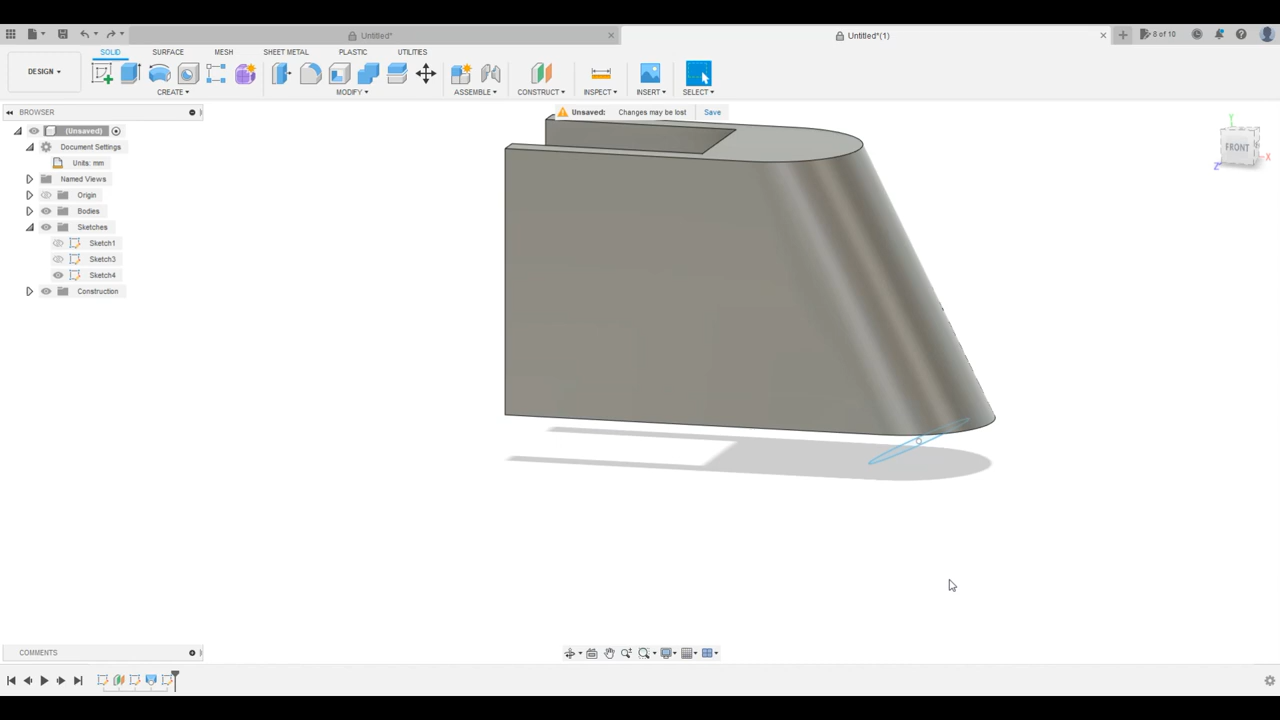 Untitled*
Untitled*(1)
8 of 10
DESIGN
SOLID
SURFACE
MESH
SHEET METAL
PLASTIC
UTILITIES
CREATE
MODIFY
ASSEMBLE
CONSTRUCT
INSPECT
INSERT
SELECT
BROWSER
Unsaved: Changes may be lost Save
(Unsaved)
Document Settings
Units: mm
Named Views
Origin
Bodies
Sketches
Sketch1
Sketch3
Sketch4
Construction
Y
FRONT
X
Z
COMMENTS